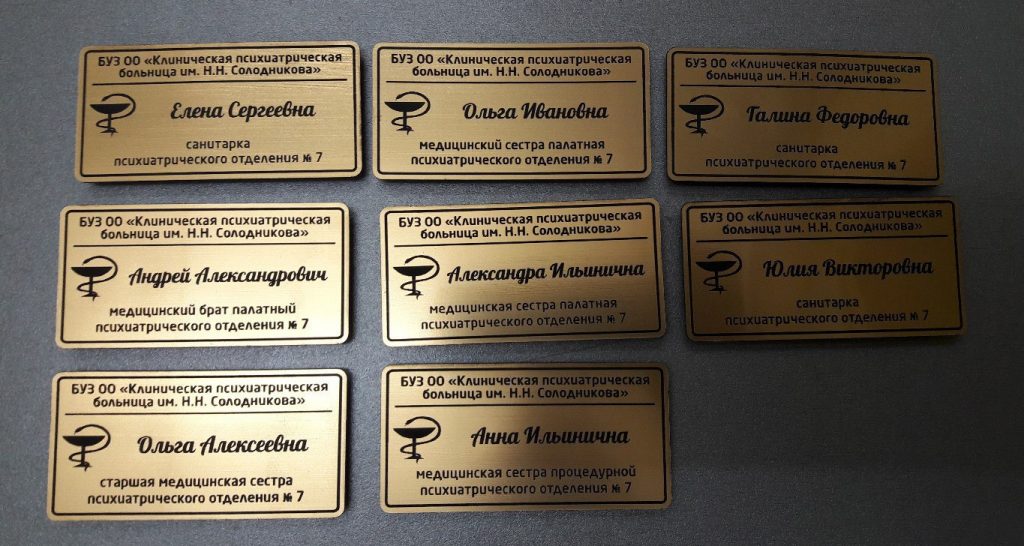 БУЗ ОО «Клиническая психиатрическая
больница им. Н.Н. Солодникова»
Елена Сергеевна
санитарка
психиатрического отделения № 7
БУЗ ОО «Клиническая психиатрическая
больница им. Н.Н. Солодникова»
Ольга Ивановна
медицинский сестра палатная
психиатрического отделения № 7
БУЗ ОО «Клиническая психиатрическая
больница им. Н.Н. Солодникова»
Галина Федоровна
санитарка
психиатрического отделения № 7
БУЗ ОО «Клиническая психиатрическая
больница им. Н.Н. Солодникова»
Андрей Александрович
медицинский брат палатный
психиатрического отделения № 7
БУЗ ОО «Клиническая психиатрическая
больница им. Н.Н. Солодникова»
Александра Ильинична
медицинская сестра палатная
психиатрического отделения № 7
БУЗ ОО «Клиническая психиатрическая
больница им. Н.Н. Солодникова»
Юлия Викторовна
санитарка
психиатрического отделения № 7
БУЗ ОО «Клиническая психиатрическая
больница им. Н.Н. Солодникова»
Ольга Алексеевна
старшая медицинская сестра
психиатрического отделения № 7
БУЗ ОО «Клиническая психиатрическая
больница им. Н.Н. Солодникова»
Анна Ильинична
медицинская сестра процедурной
психиатрического отделения № 7